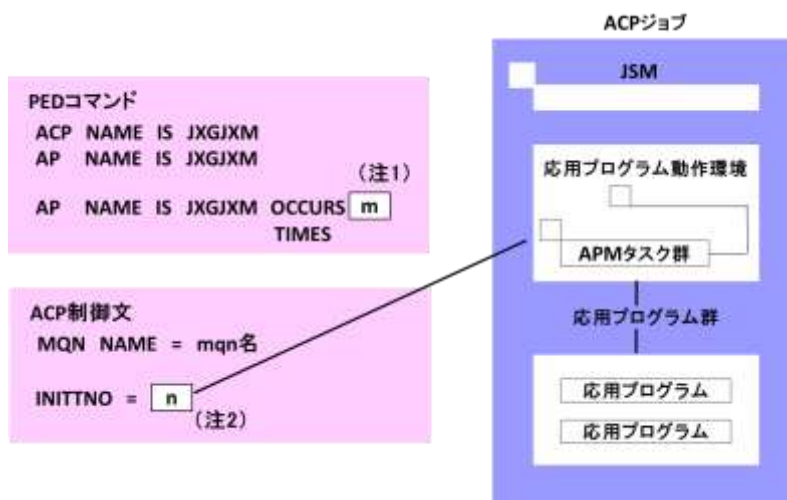 ACPジョブ
JSM
PEDコマンド
ACP NAME IS JXGJXM
AP NAME IS JXGJXM
(注1)
AP NAME IS JXGJXM OCCURS m
TIMES
応用プログラム動作環境
APMタスク群
ACP制御文
MQN NAME = mqn名
INITTNO = n
(注2)
応用プログラム群
応用プログラム
応用プログラム